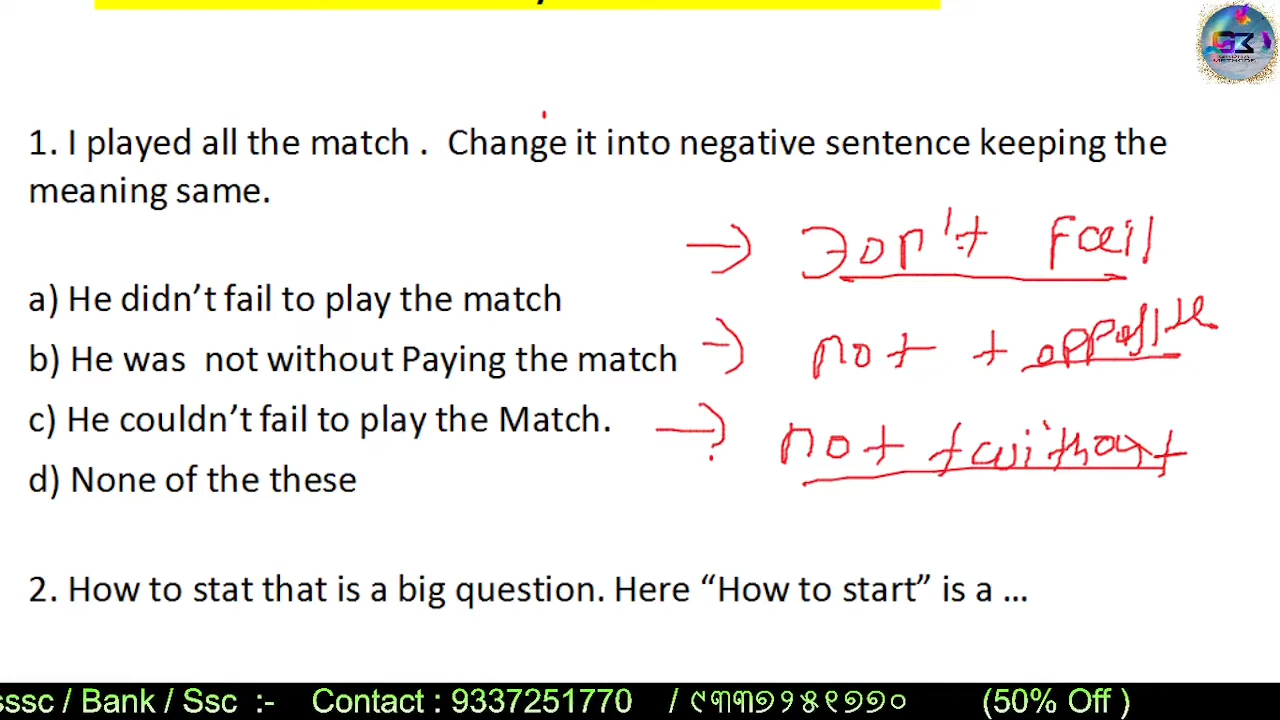 G3
1. I played all the match . Change it into negative sentence keeping the
meaning same.
→ Don't Fail
a) He didn't fail to play the match
→ not + opposite
b) He was not without Paying the match
c) He couldn't fail to play the Match.
→ not + without
d) None of the these
2. How to stat that is a big question. Here “How to start” is a ...
sssc / Bank / Ssc :- Contact : 9337251770 / ୯୩୩୭୨୫୧୭୭୦ (50% Off )